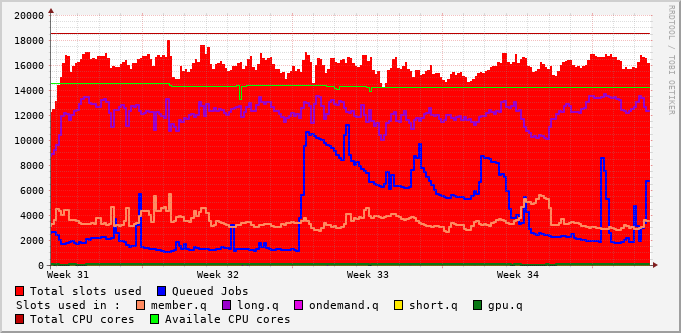 20000
18000
16000
14000
12000
10000
8000
6000
4000
2000
0
Week 31 Week 32 Week 33 Week 34
Total slots used Queued Jobs
Slots used in : member.q long.q ondemand.q short.q gpu.q
Total CPU cores Availale CPU cores
RRDTOOL / TOBI OETIKER